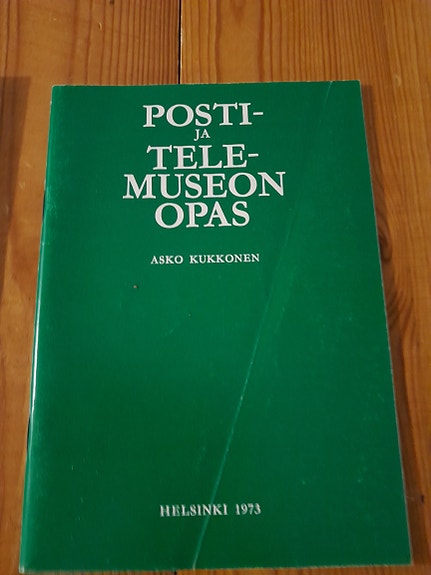 POSTI-
JA
TELE-
MUSEON
OPAS
ASKO KUKKONEN
HELSINKI 1973